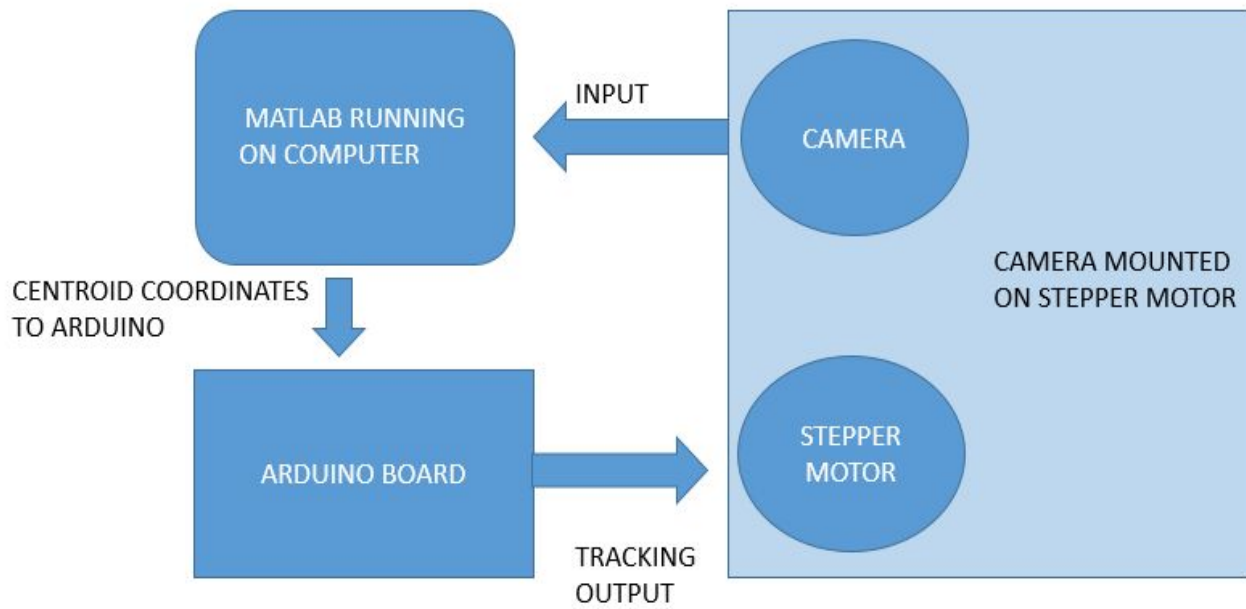 INPUT
MATLAB RUNNING
ON COMPUTER
CAMERA
CAMERA MOUNTED
ON STEPPER MOTOR
CENTROID COORDINATES
TO ARDUINO
ARDUINO BOARD
STEPPER
MOTOR
TRACKING
OUTPUT